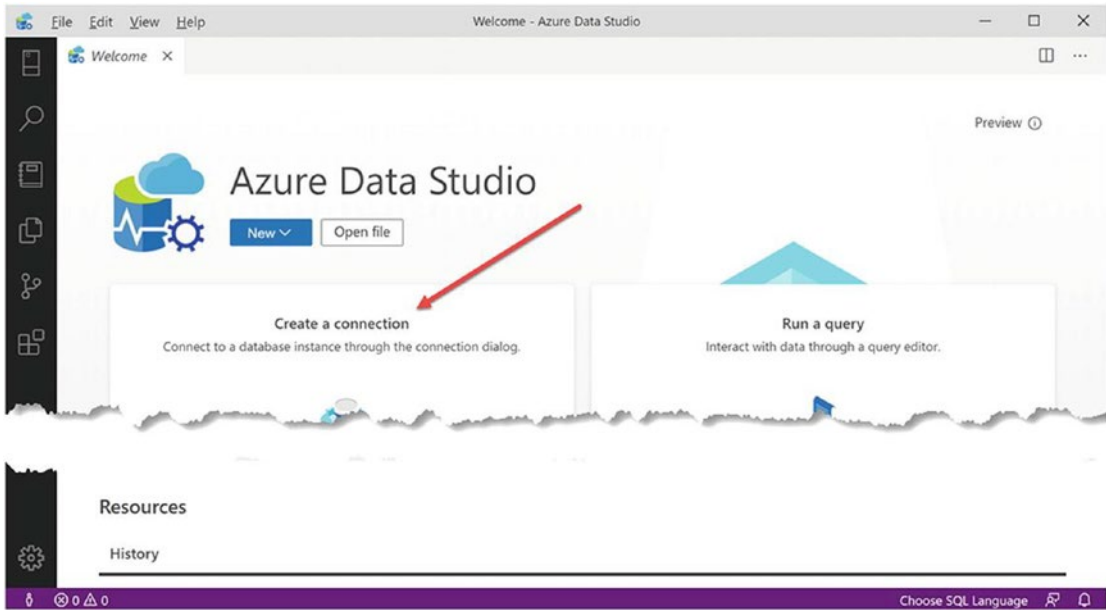 File Edit View Help
Welcome - Azure Data Studio
Welcome
Preview
Azure Data Studio
New
Open file
Create a connection
Connect to a database instance through the connection dialog.
Run a query
Interact with data through a query editor.
Resources
History
0 0
Choose SQL Language